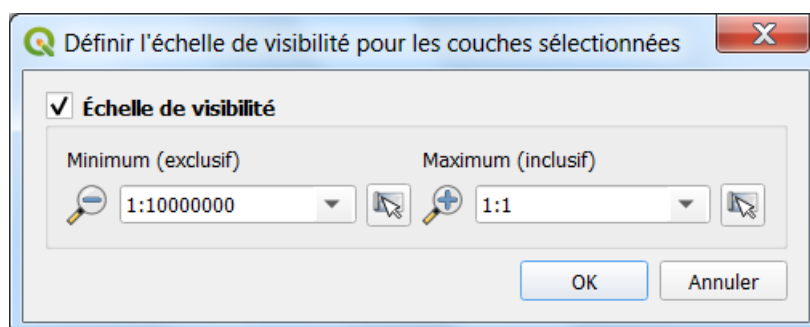 Définir l'échelle de visibilité pour les couches sélectionnées
Échelle de visibilité
Minimum (exclusif) Maximum (inclusif)
1:10000000 1:1
OK Annuler